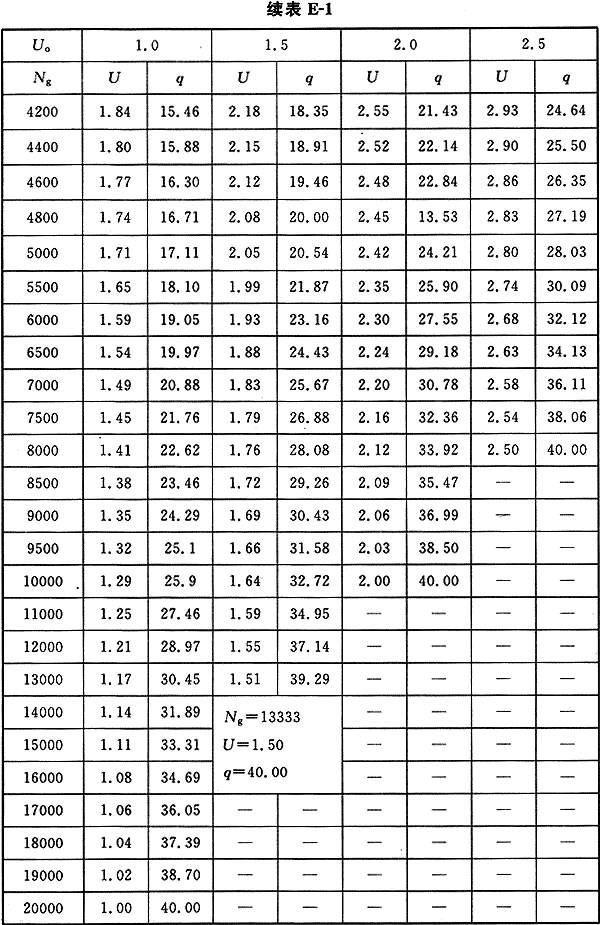 续表 E-1
U₀ 1.0 1.5 2.0 2.5
Ng U q U q U q U q
4200 1.84 15.46 2.18 18.35 2.55 21.43 2.93 24.64
4400 1.80 15.88 2.15 18.91 2.52 22.14 2.90 25.50
4600 1.77 16.30 2.12 19.46 2.48 22.84 2.86 26.35
4800 1.74 16.71 2.08 20.00 2.45 13.53 2.83 27.19
5000 1.71 17.11 2.05 20.54 2.42 24.21 2.80 28.03
5500 1.65 18.10 1.99 21.87 2.35 25.90 2.74 30.09
6000 1.59 19.05 1.93 23.16 2.30 27.55 2.68 32.12
6500 1.54 19.97 1.88 24.43 2.24 29.18 2.63 34.13
7000 1.49 20.88 1.83 25.67 2.20 30.78 2.58 36.11
7500 1.45 21.76 1.79 26.88 2.16 32.36 2.54 38.06
8000 1.41 22.62 1.76 28.08 2.12 33.92 2.50 40.00
8500 1.38 23.46 1.72 29.26 2.09 35.47 — —
9000 1.35 24.29 1.69 30.43 2.06 36.99 — —
9500 1.32 25.1 1.66 31.58 2.03 38.50 — —
10000 1.29 25.9 1.64 32.72 2.00 40.00 — —
11000 1.25 27.46 1.59 34.95 — — — —
12000 1.21 28.97 1.55 37.14 — — — —
13000 1.17 30.45 1.51 39.29 — — — —
14000 1.14 31.89 Ng=13333 — — — —
15000 1.11 33.31 U=1.50 — — — —
16000 1.08 34.69 q=40.00 — — — —
17000 1.06 36.05 — — — — — —
18000 1.04 37.39 — — — — — —
19000 1.02 38.70 — — — — — —
20000 1.00 40.00 — — — — — —